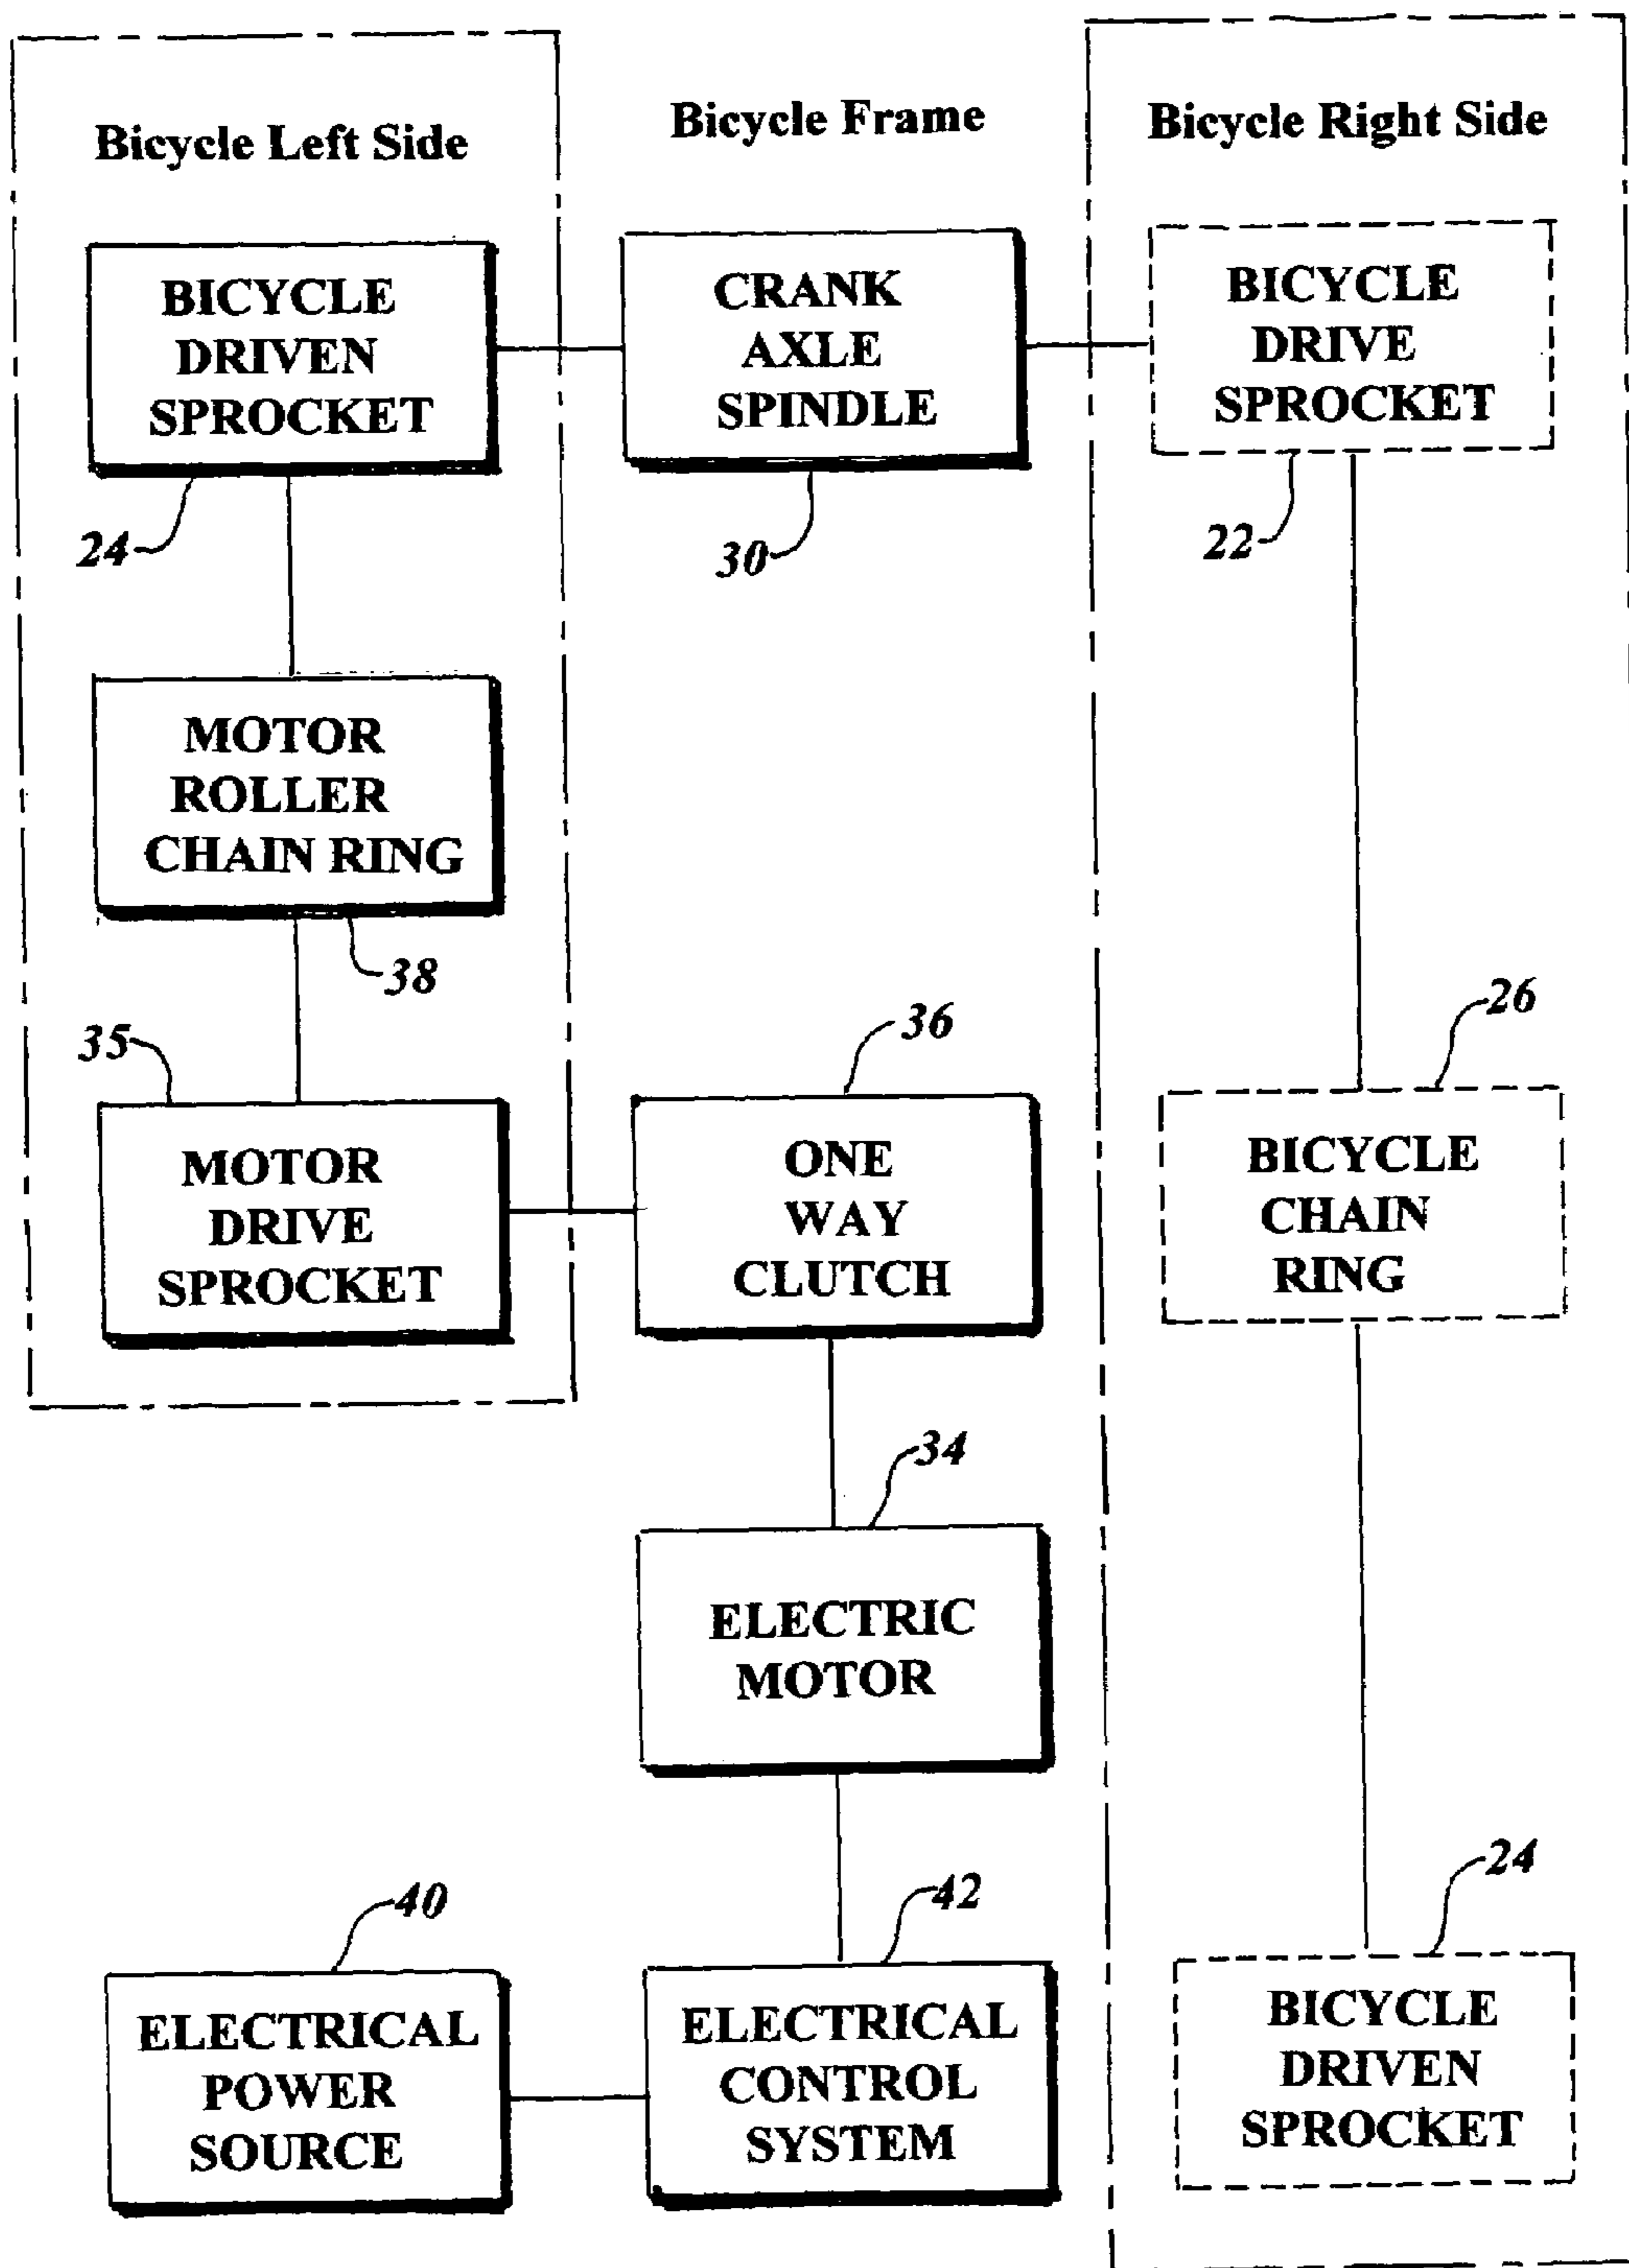 Bicycle Left Side
Bicycle Frame
Bicycle Right Side
BICYCLE
DRIVEN
SPROCKET
CRANK
AXLE
SPINDLE
BICYCLE
DRIVE
SPROCKET
24
30
22
MOTOR
ROLLER
CHAIN RING
38
35
36
26
MOTOR
DRIVE
SPROCKET
ONE
WAY
CLUTCH
BICYCLE
CHAIN
RING
34
ELECTRIC
MOTOR
40
42
24
ELECTRICAL
POWER
SOURCE
ELECTRICAL
CONTROL
SYSTEM
BICYCLE
DRIVEN
SPROCKET